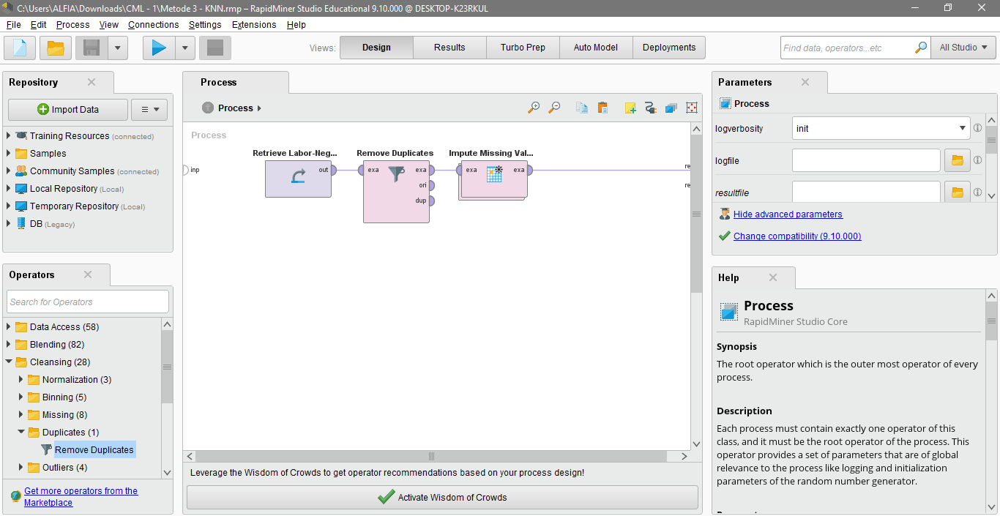 C:\Users\ALFIA\Downloads\CML - 1\Metode 3 - KNN.rmp – RapidMiner Studio Educational 9.10.000 @ DESKTOP-K23RKUL
File Edit Process View Connections Settings Extensions Help
Views: Design Results Turbo Prep Auto Model Deployments Find data, operators...etc All Studio
Repository
Import Data
Training Resources (connected)
Samples
Community Samples (connected)
Local Repository (Local)
Temporary Repository (Local)
DB (Legacy)
Operators
Search for Operators
Data Access (58)
Blending (82)
Cleansing (28)
Normalization (3)
Binning (5)
Missing (8)
Duplicates (1)
Remove Duplicates
Outliers (4)
Get more operators from the
Marketplace
Process
Process
Process
Retrieve Labor-Neg... Remove Duplicates Impute Missing Val...
inp out exa exa exa exa re
ori re
dup
Leverage the Wisdom of Crowds to get operator recommendations based on your process design!
Activate Wisdom of Crowds
Parameters
Process
logverbosity init
logfile
resultfile
Hide advanced parameters
Change compatibility (9.10.000)
Help
Process
RapidMiner Studio Core
Synopsis
The root operator which is the outer most operator of every
process.
Description
Each process must contain exactly one operator of this
class, and it must be the root operator of the process. This
operator provides a set of parameters that are of global
relevance to the process like logging and initialization
parameters of the random number generator.